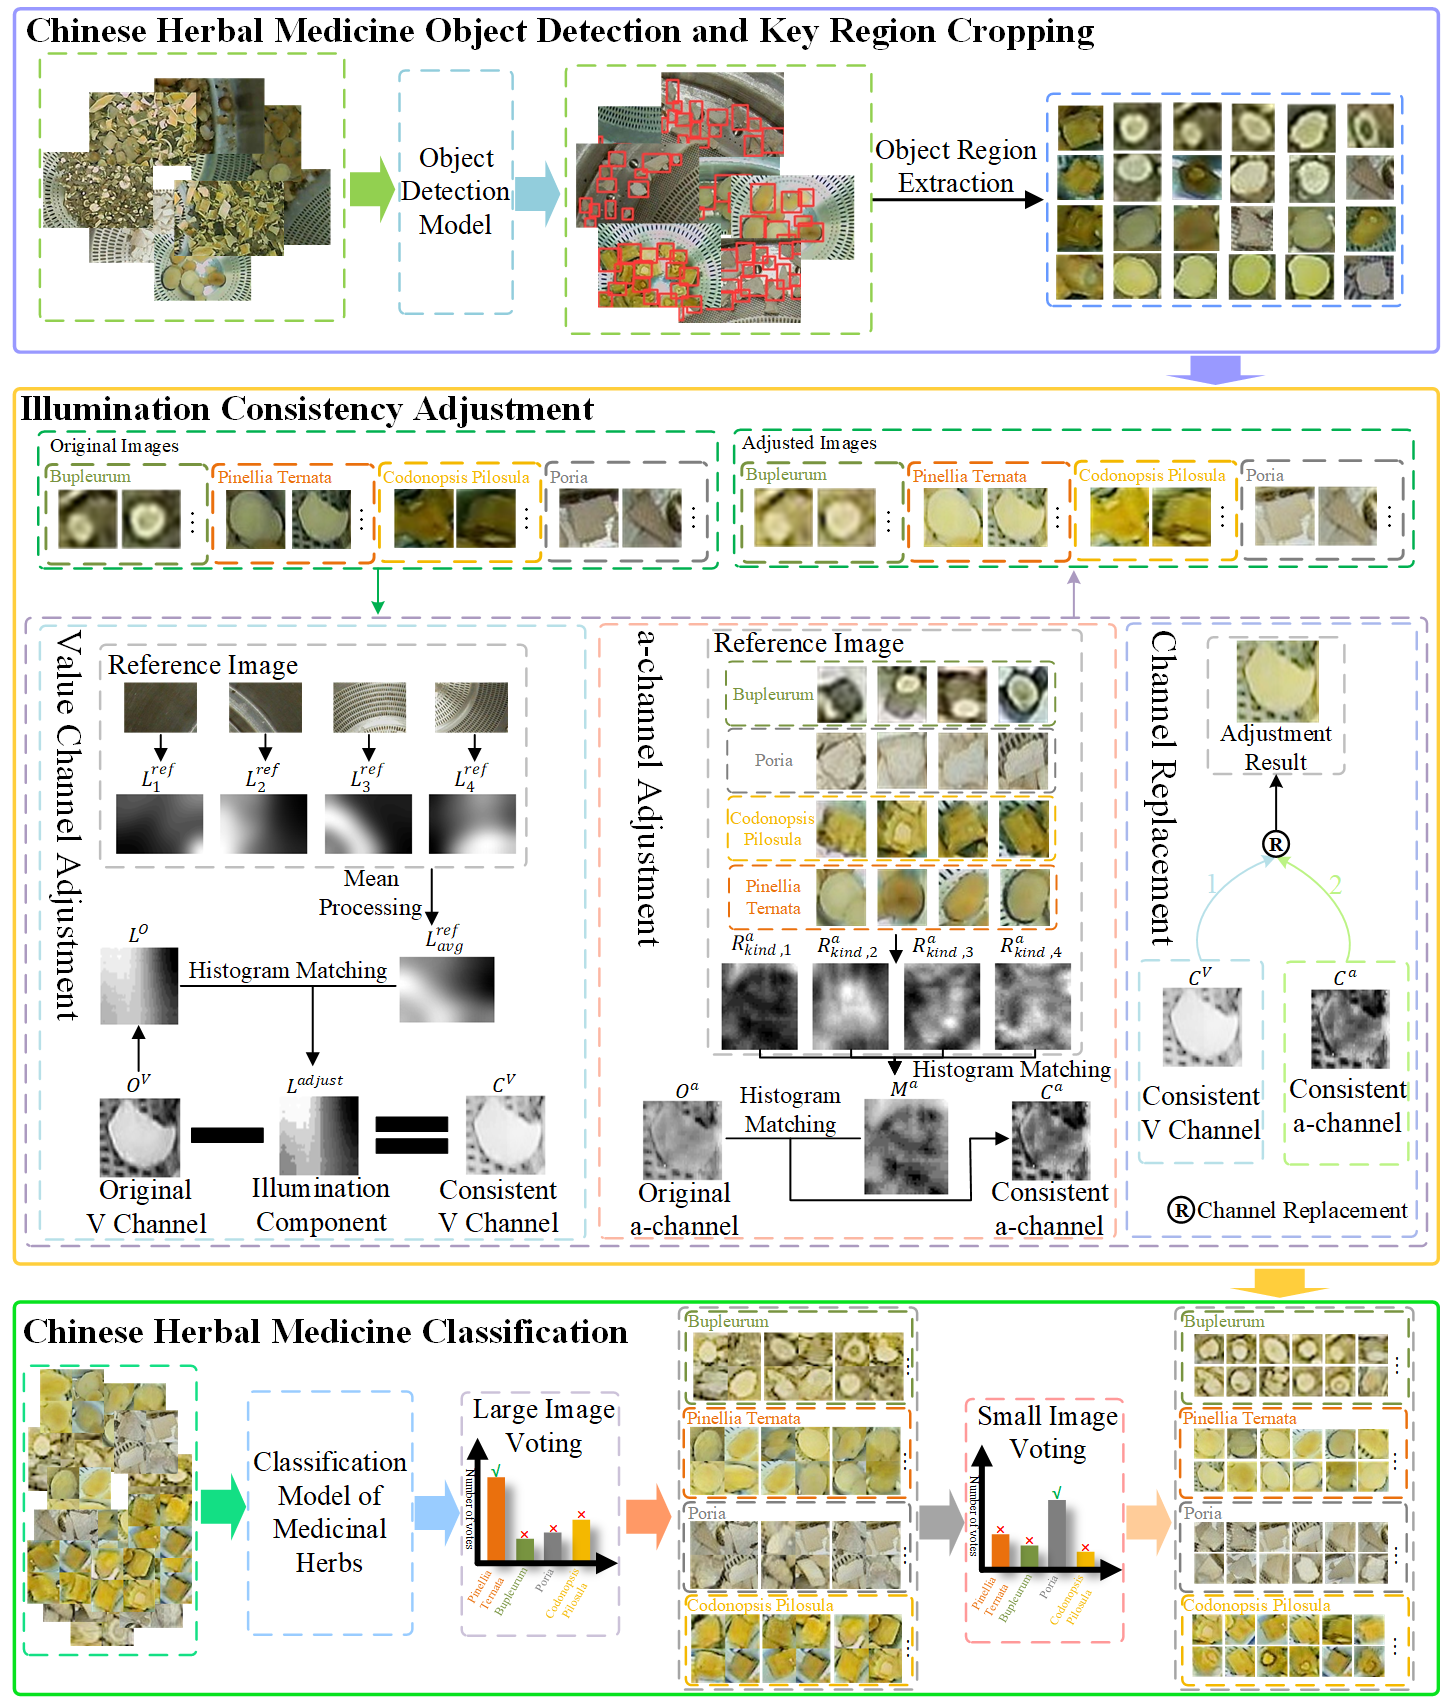 Chinese Herbal Medicine Object Detection and Key Region Cropping
Object
Detection
Model
Object Region
Extraction
Illumination Consistency Adjustment
Original Images
Bupleurum
Pinellia Ternata
Codonopsis Pilosula
Poria
Adjusted Images
Bupleurum
Pinellia Ternata
Codonopsis Pilosula
Poria
Value Channel Adjustment
Reference Image
L_1^{ref}
L_2^{ref}
L_3^{ref}
L_4^{ref}
Mean
Processing
L^O
Histogram Matching
L_{avg}^{ref}
O^V
L^{adjust}
C^V
Original
V Channel
Illumination
Component
Consistent
V Channel
a-channel Adjustment
Reference Image
Bupleurum
Poria
Codonopsis
Pilosula
Pinellia
Ternata
R_{kind,1}^a
R_{kind,2}^a
R_{kind,3}^a
R_{kind,4}^a
Histogram Matching
O^a
Histogram
Matching
M^a
C^a
Original
a-channel
Consistent
a-channel
Channel Replacement
Adjustment
Result
R
1
2
C^V
C^a
Consistent
V Channel
Consistent
a-channel
R Channel Replacement
Chinese Herbal Medicine Classification
Classification
Model of
Medicinal
Herbs
Large Image
Voting
Number of votes
√
×
×
×
Pinellia
Ternata
Bupleurum
Poria
Codonopsis
Pilosula
Bupleurum
Pinellia Ternata
Poria
Codonopsis Pilosula
Small Image
Voting
Number of votes
×
×
√
×
Pinellia
Ternata
Bupleurum
Poria
Codonopsis
Pilosula
Bupleurum
Pinellia Ternata
Poria
Codonopsis Pilosula